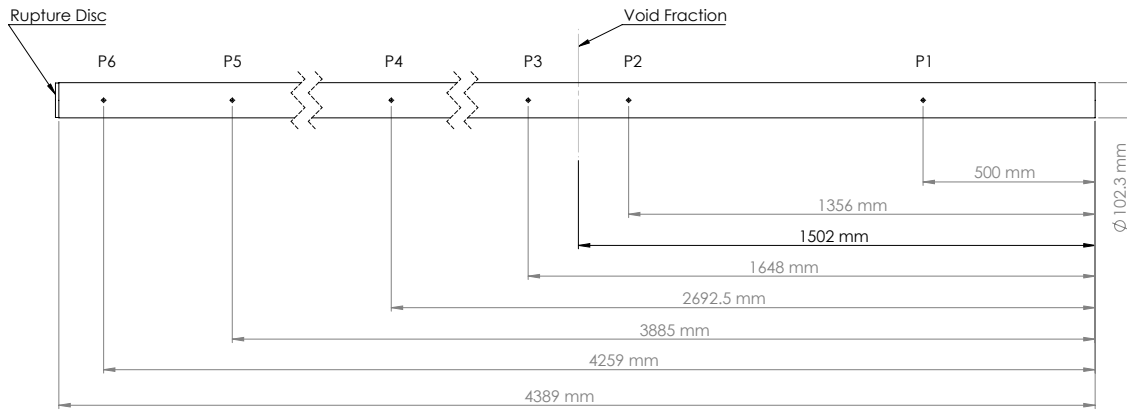 Rupture Disc
Void Fraction
P6
P5
P4
P3
P2
P1
500 mm
1356 mm
1502 mm
1648 mm
2692.5 mm
3885 mm
4259 mm
4389 mm
∅ 102.3 mm